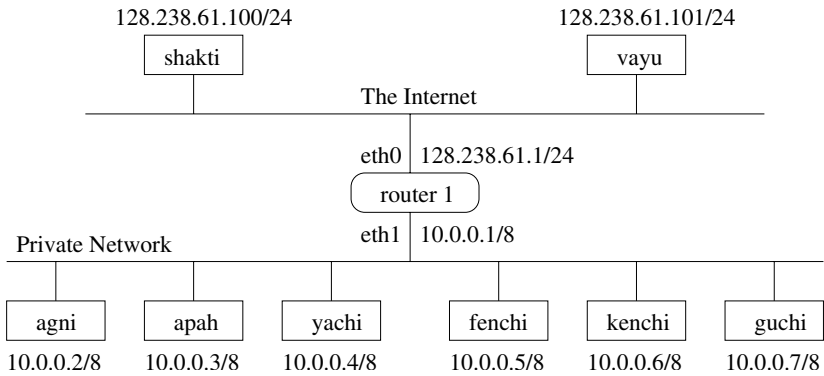 128.238.61.100/24 128.238.61.101/24
shakti vayu
The Internet
eth0 128.238.61.1/24
router 1
eth1 10.0.0.1/8
Private Network
agni apah yachi fenchi kenchi guchi
10.0.0.2/8 10.0.0.3/8 10.0.0.4/8 10.0.0.5/8 10.0.0.6/8 10.0.0.7/8